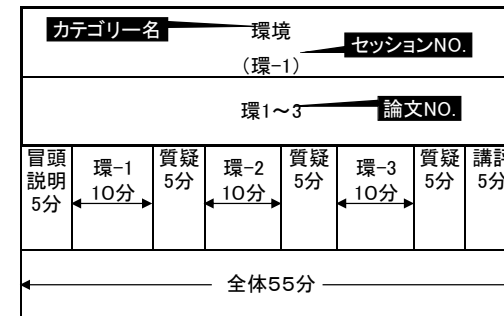 カテゴリー名
環境
セッションNO.
(環-1)
環1～3
論文NO.
冒頭
説明
5分
環-1
10分
質疑
5分
環-2
10分
質疑
5分
環-3
10分
質疑
5分
講評
5分
全体55分